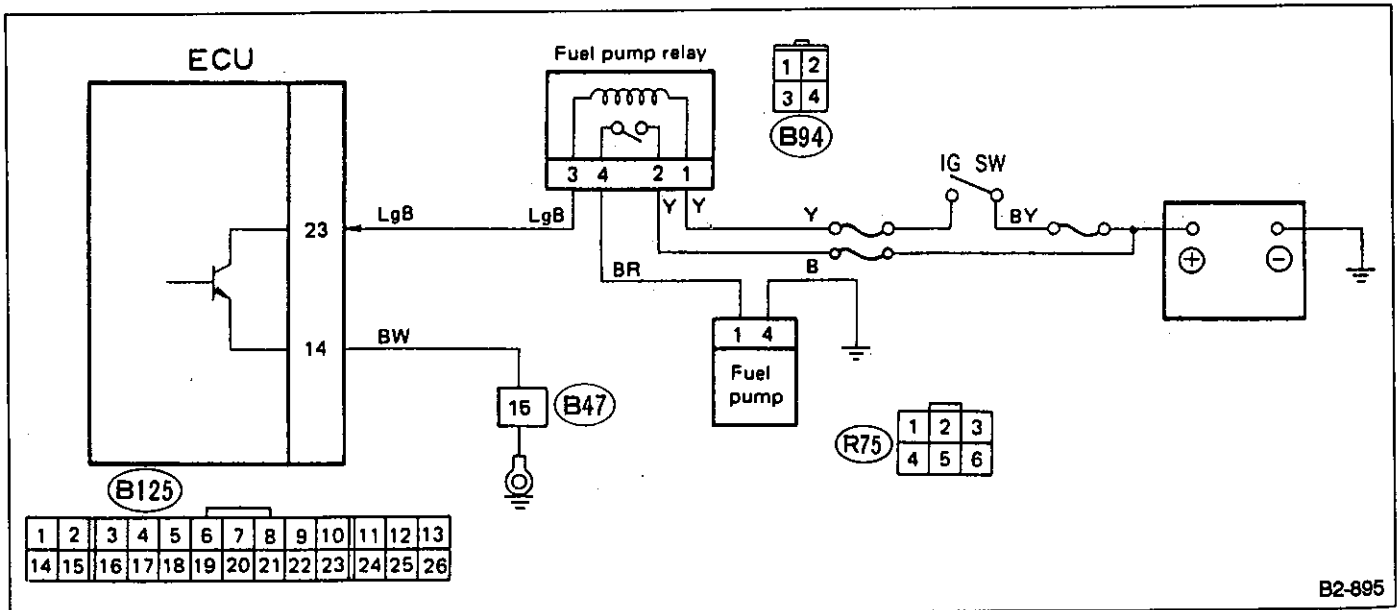 ECU
Fuel pump relay
1 2
3 4
B94
3 4 2 1
IG SW
LgB LgB
Y Y
Y
BY
23
BR
B
⊕ ⊖
14
BW
1 4
Fuel
pump
15
B47
R75
1 2 3
4 5 6
B125
1 2 3 4 5 6 7 8 9 10 11 12 13
14 15 16 17 18 19 20 21 22 23 24 25 26
B2-895